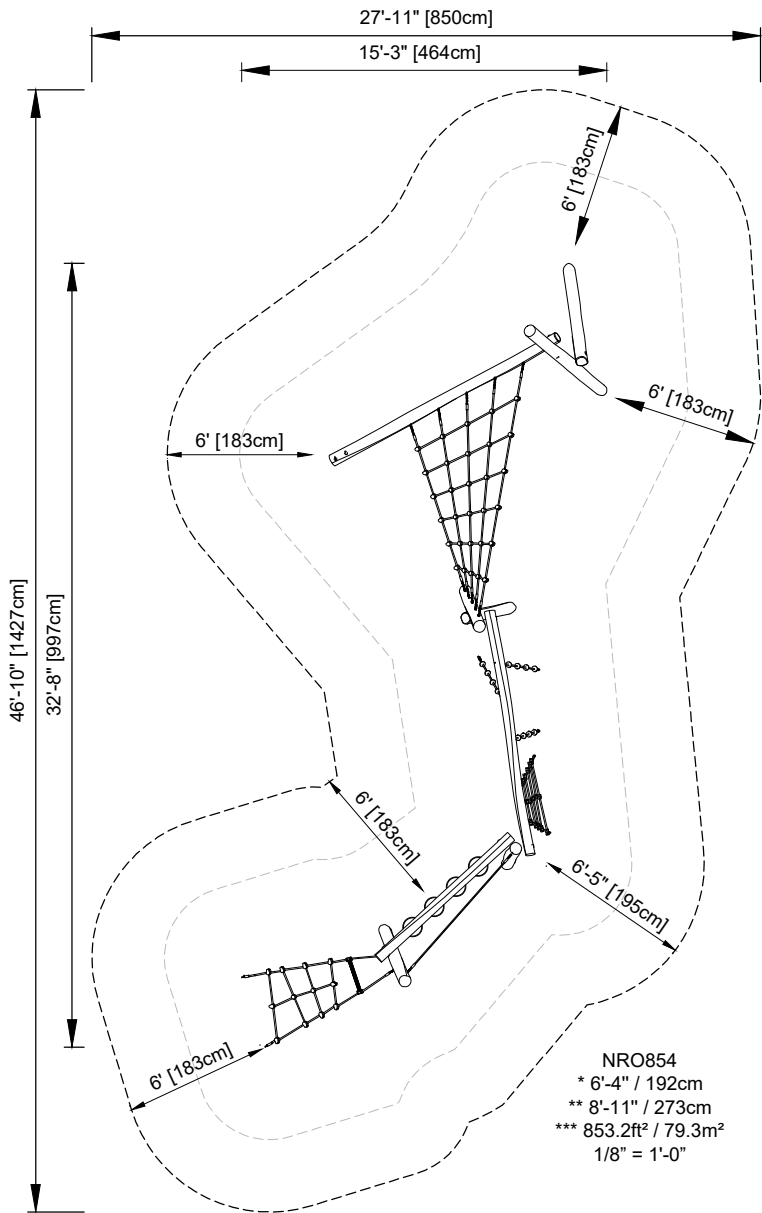 27'-11" [850cm]
15'-3" [464cm]
6' [183cm]
6' [183cm]
6' [183cm]
46'-10" [1427cm]
32'-8" [997cm]
6' [183cm]
6'-5" [195cm]
6' [183cm]
NRO854
* 6'-4" / 192cm
** 8'-11" / 273cm
*** 853.2ft² / 79.3m²
1/8” = 1'-0”